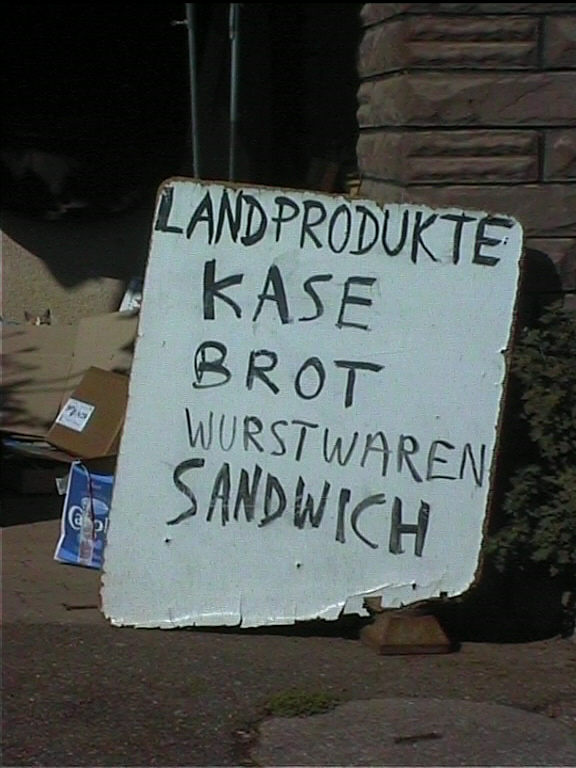 LANDPRODUKTE
KASE
BROT
WURSTWAREN
SANDWICH